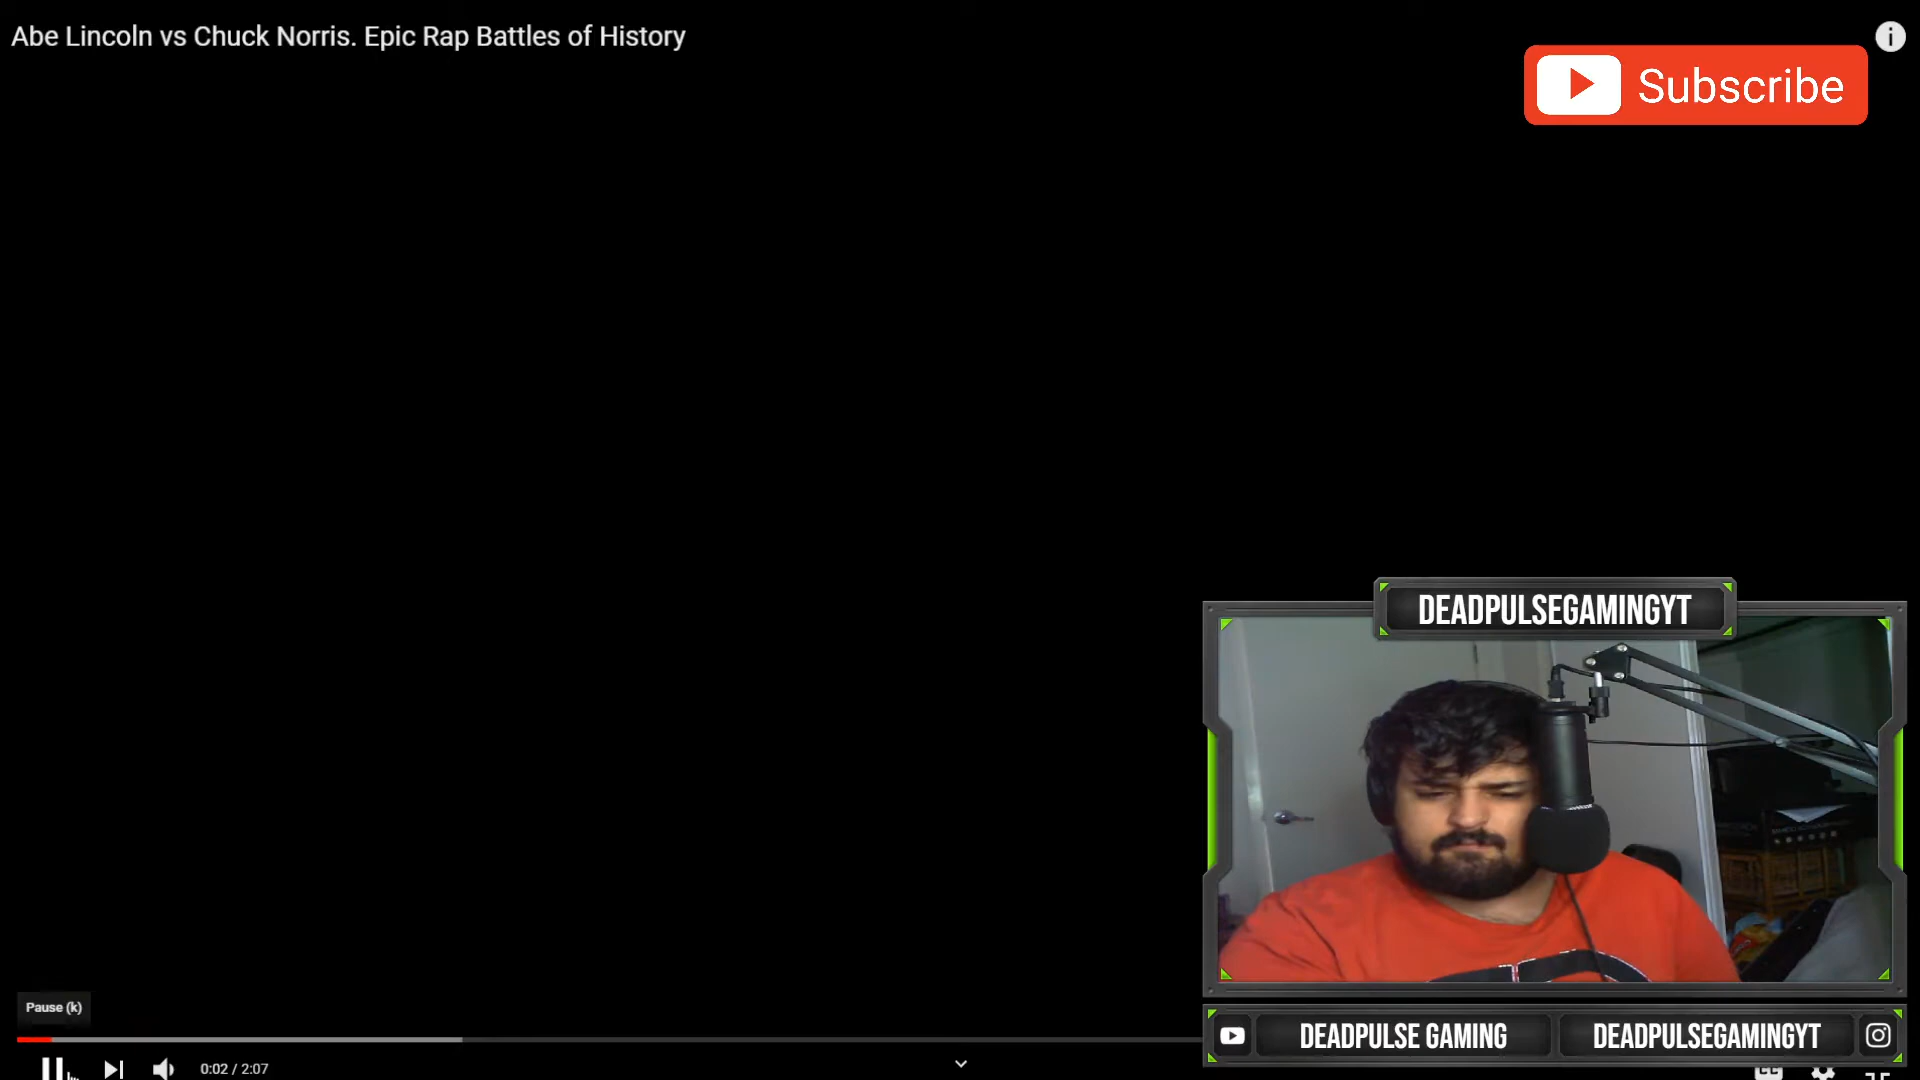 Abe Lincoln vs Chuck Norris. Epic Rap Battles of History
Subscribe
DEADPULSEGAMINGYT
Pause (k)
DEADPULSE GAMING
DEADPULSEGAMINGYT
0:02 / 2:07